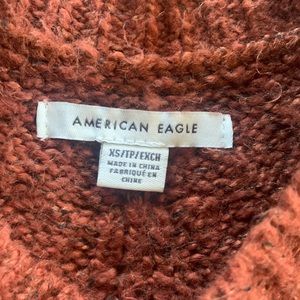 AMERICAN EAGLE
XS/TP/EXCH
MADE IN CHINA
FABRIQUÉ EN
CHINE